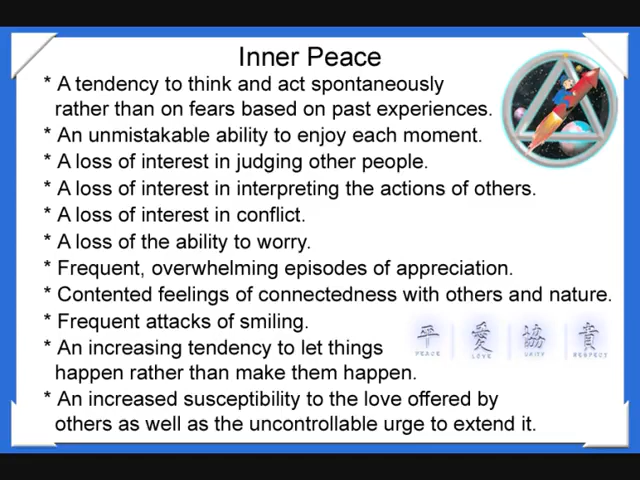 Inner Peace
* A tendency to think and act spontaneously
rather than on fears based on past experiences.
* An unmistakable ability to enjoy each moment.
* A loss of interest in judging other people.
* A loss of interest in interpreting the actions of others.
* A loss of interest in conflict.
* A loss of the ability to worry.
* Frequent, overwhelming episodes of appreciation.
* Contented feelings of connectedness with others and nature.
* Frequent attacks of smiling.
平 愛 協 責
PEACE LOVE UNITY RESPECT
* An increasing tendency to let things
happen rather than make them happen.
* An increased susceptibility to the love offered by
others as well as the uncontrollable urge to extend it.